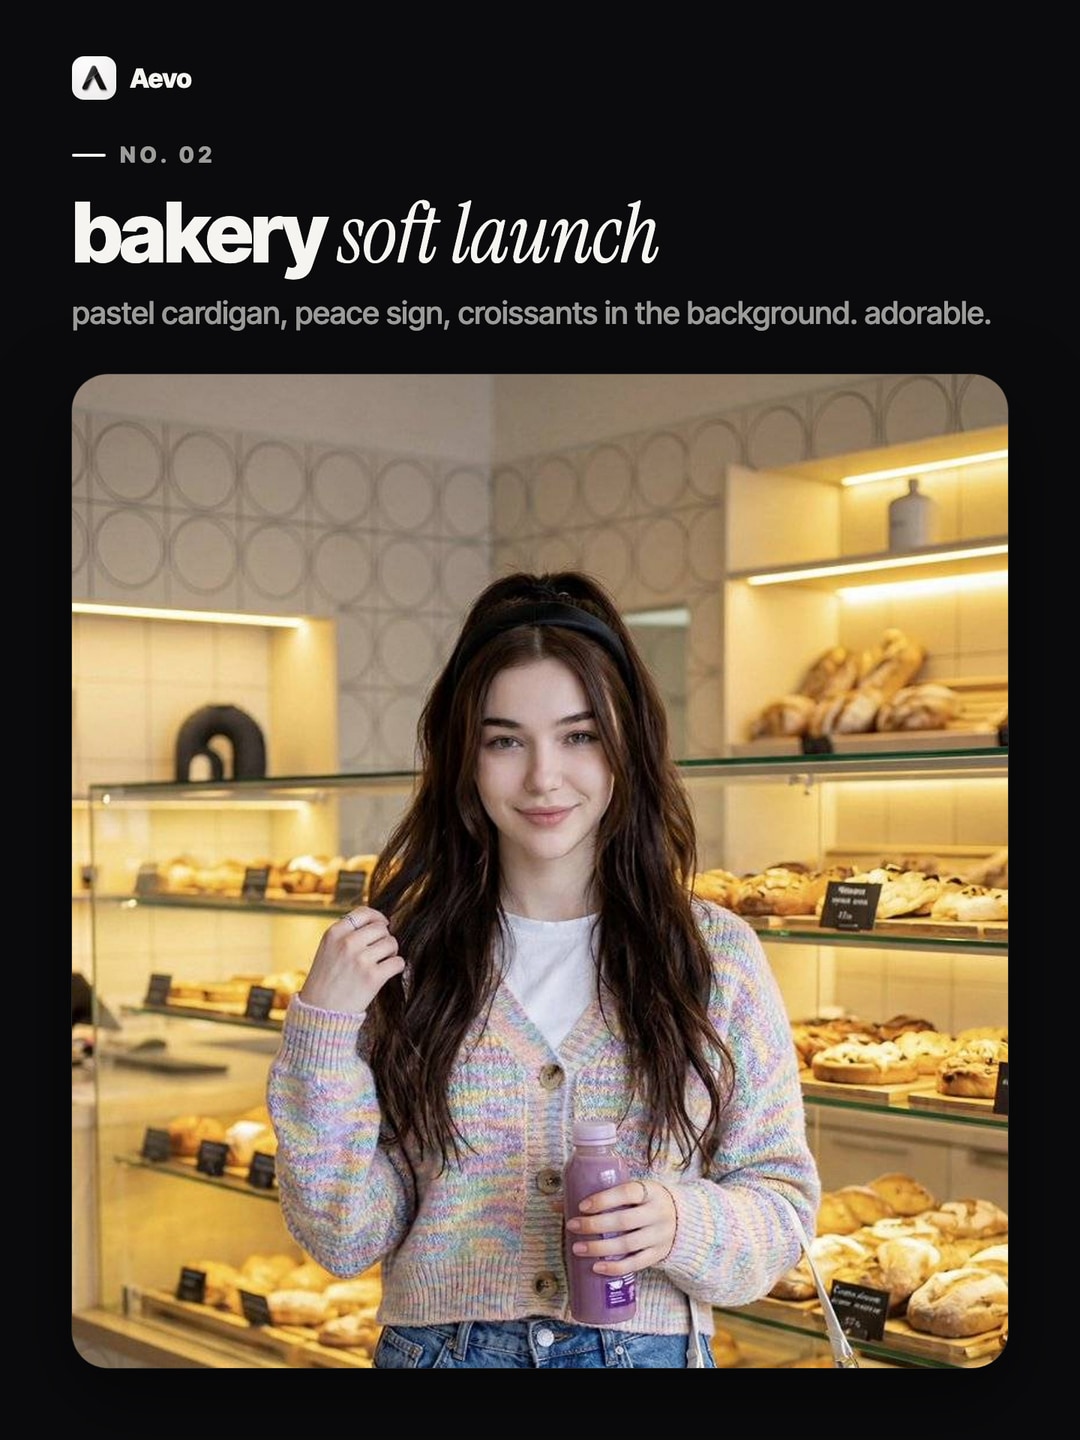 Aevo
NO. 02
bakery soft launch
pastel cardigan, peace sign, croissants in the background. adorable.